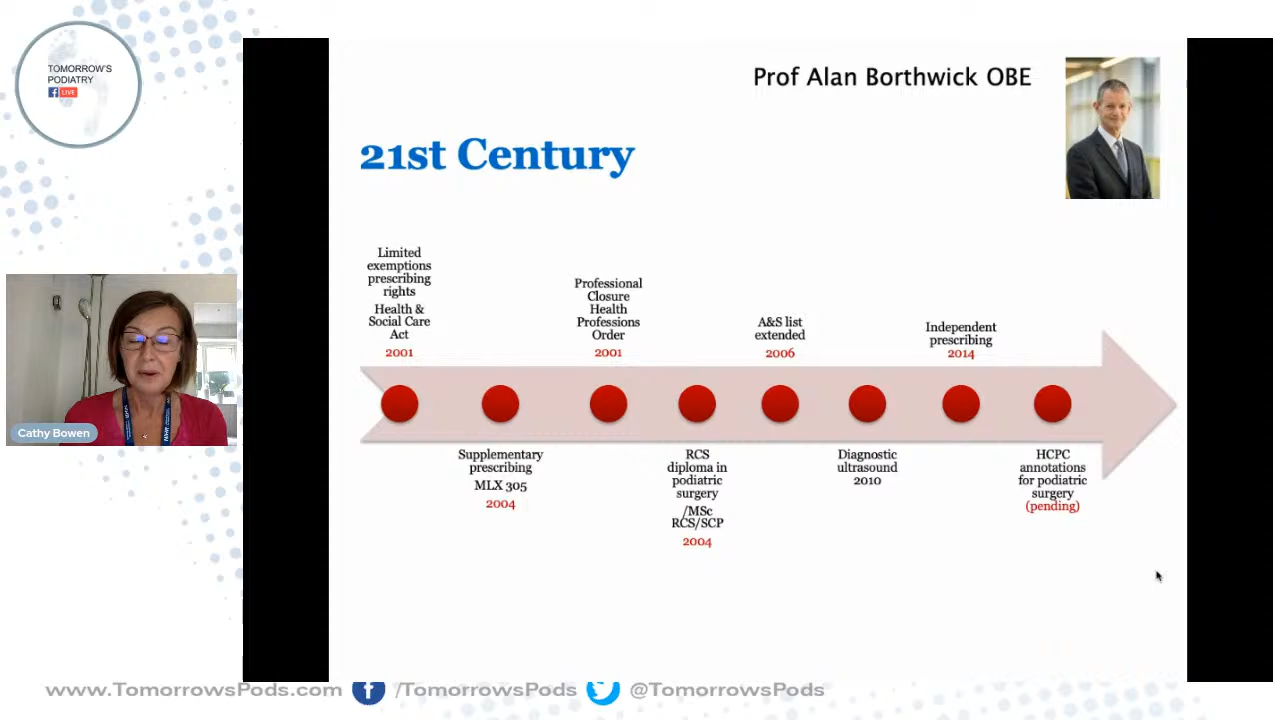 TOMORROW'S
PODIATRY
LIVE
Prof Alan Borthwick OBE
21st Century
Limited
exemptions
prescribing
rights
Health &
Social Care
Act
2001
Professional
Closure
Health
Professions
Order
2001
A&S list
extended
2006
Independent
prescribing
2014
Supplementary
prescribing
MLX 305
2004
RCS
diploma in
podiatric
surgery
/MSc
RCS/SCP
2004
Diagnostic
ultrasound
2010
HCPC
annotations
for podiatric
surgery
(pending)
Cathy Bowen
www.TomorrowsPods.com /TomorrowsPods @TomorrowsPods